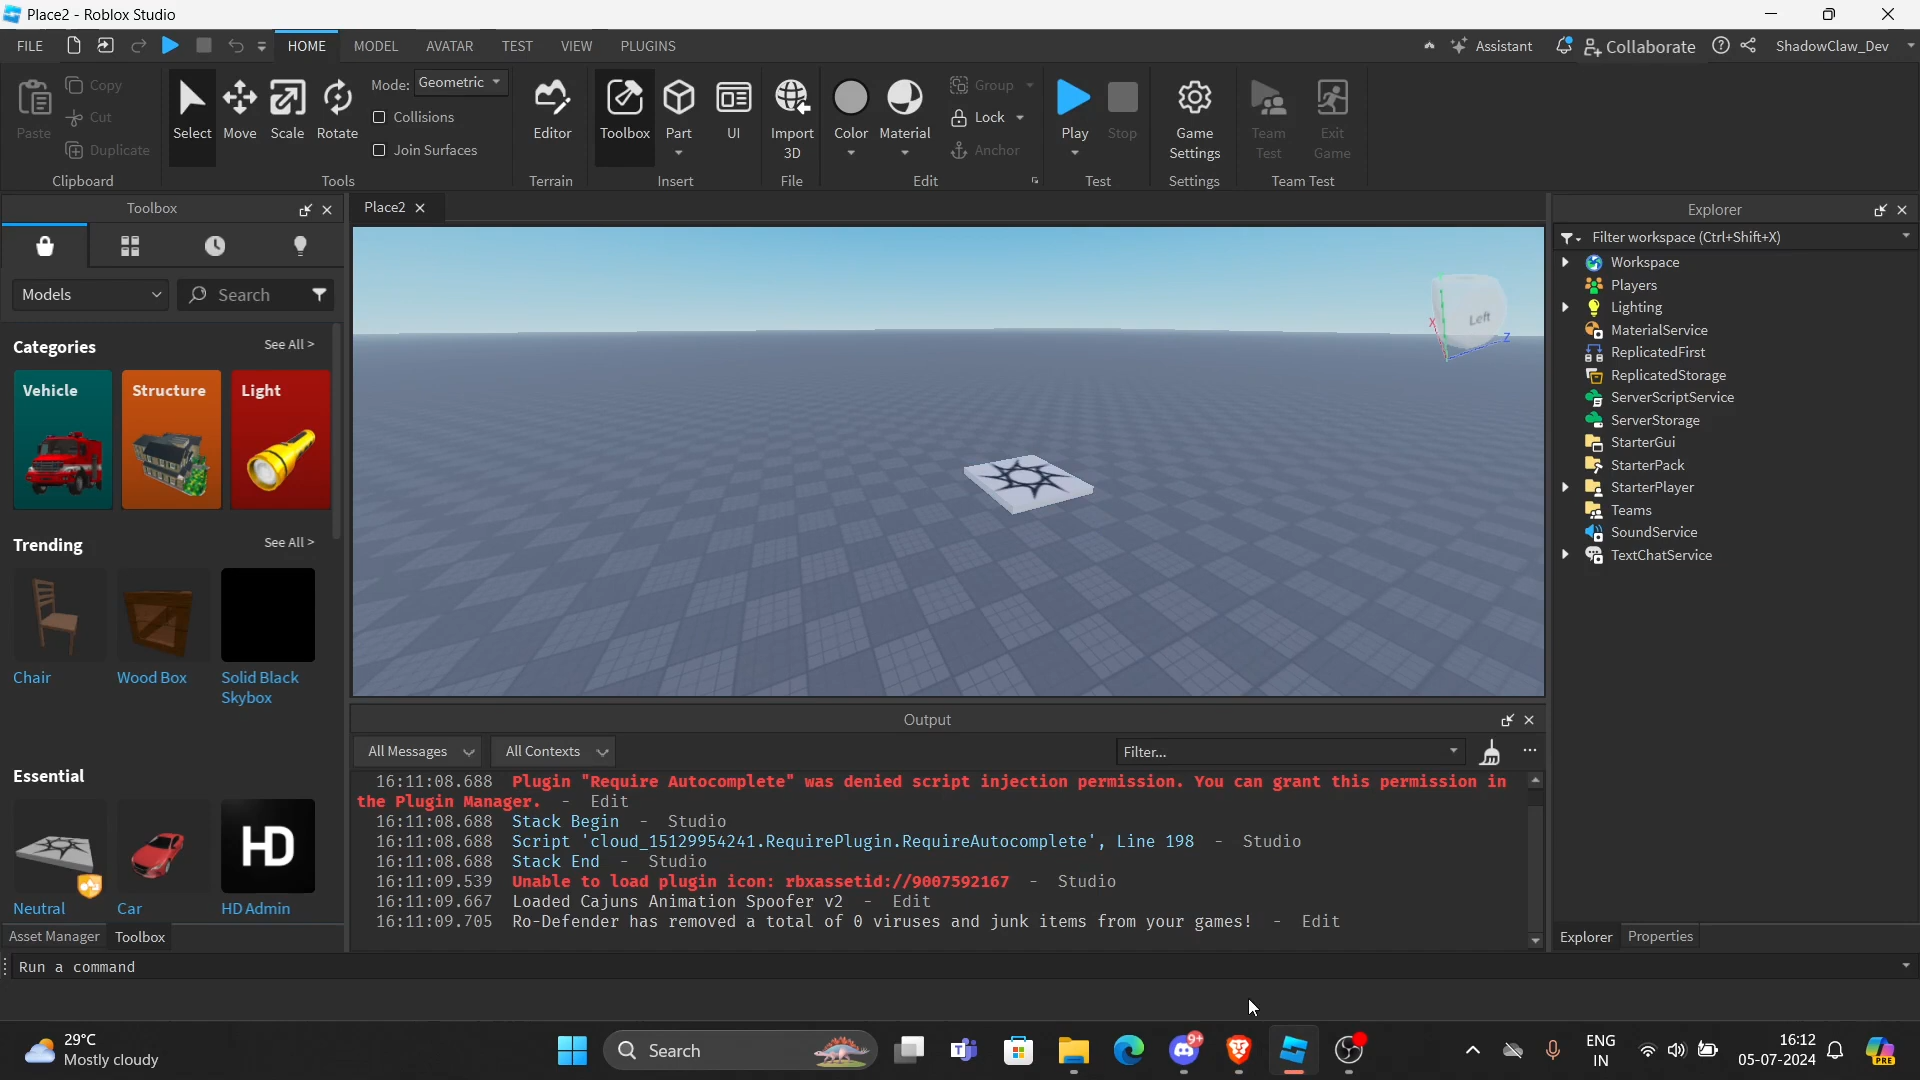 Place2 - Roblox Studio
FILE HOME MODEL AVATAR TEST VIEW PLUGINS Assistant Collaborate ShadowClaw_Dev
Paste Copy Cut Duplicate
Select Move Scale Rotate
Mode: Geometric
Collisions
Join Surfaces
Editor
Toolbox Part UI
Import 3D
Color Material
Group
Lock
Anchor
Play Stop
Game Settings
Team Test
Exit Game
Clipboard Tools Terrain Insert File Edit Test Settings Team Test
Toolbox
Models Search
Categories See All >
Vehicle Structure Light
Trending See All >
Chair Wood Box Solid Black
Skybox
Essential
HD
Neutral Car HD Admin
Asset Manager Toolbox
Place2
Left
X
Z
Output
All Messages All Contexts Filter...
16:11:08.688 Plugin "Require Autocomplete" was denied script injection permission. You can grant this permission in
the Plugin Manager. - Edit
16:11:08.688 Stack Begin - Studio
16:11:08.688 Script 'cloud_15129954241.RequirePlugin.RequireAutocomplete', Line 198 - Studio
16:11:08.688 Stack End - Studio
16:11:09.539 Unable to load plugin icon: rbxassetid://9007592167 - Studio
16:11:09.667 Loaded Cajuns Animation Spoofer v2 - Edit
16:11:09.705 Ro-Defender has removed a total of 0 viruses and junk items from your games! - Edit
Explorer
Filter workspace (Ctrl+Shift+X)
Workspace
Players
Lighting
MaterialService
ReplicatedFirst
ReplicatedStorage
ServerScriptService
ServerStorage
StarterGui
StarterPack
StarterPlayer
Teams
SoundService
TextChatService
Explorer Properties
Run a command
29°C
Mostly cloudy
Search
9+
ENG
IN
16:12
05-07-2024
PRE